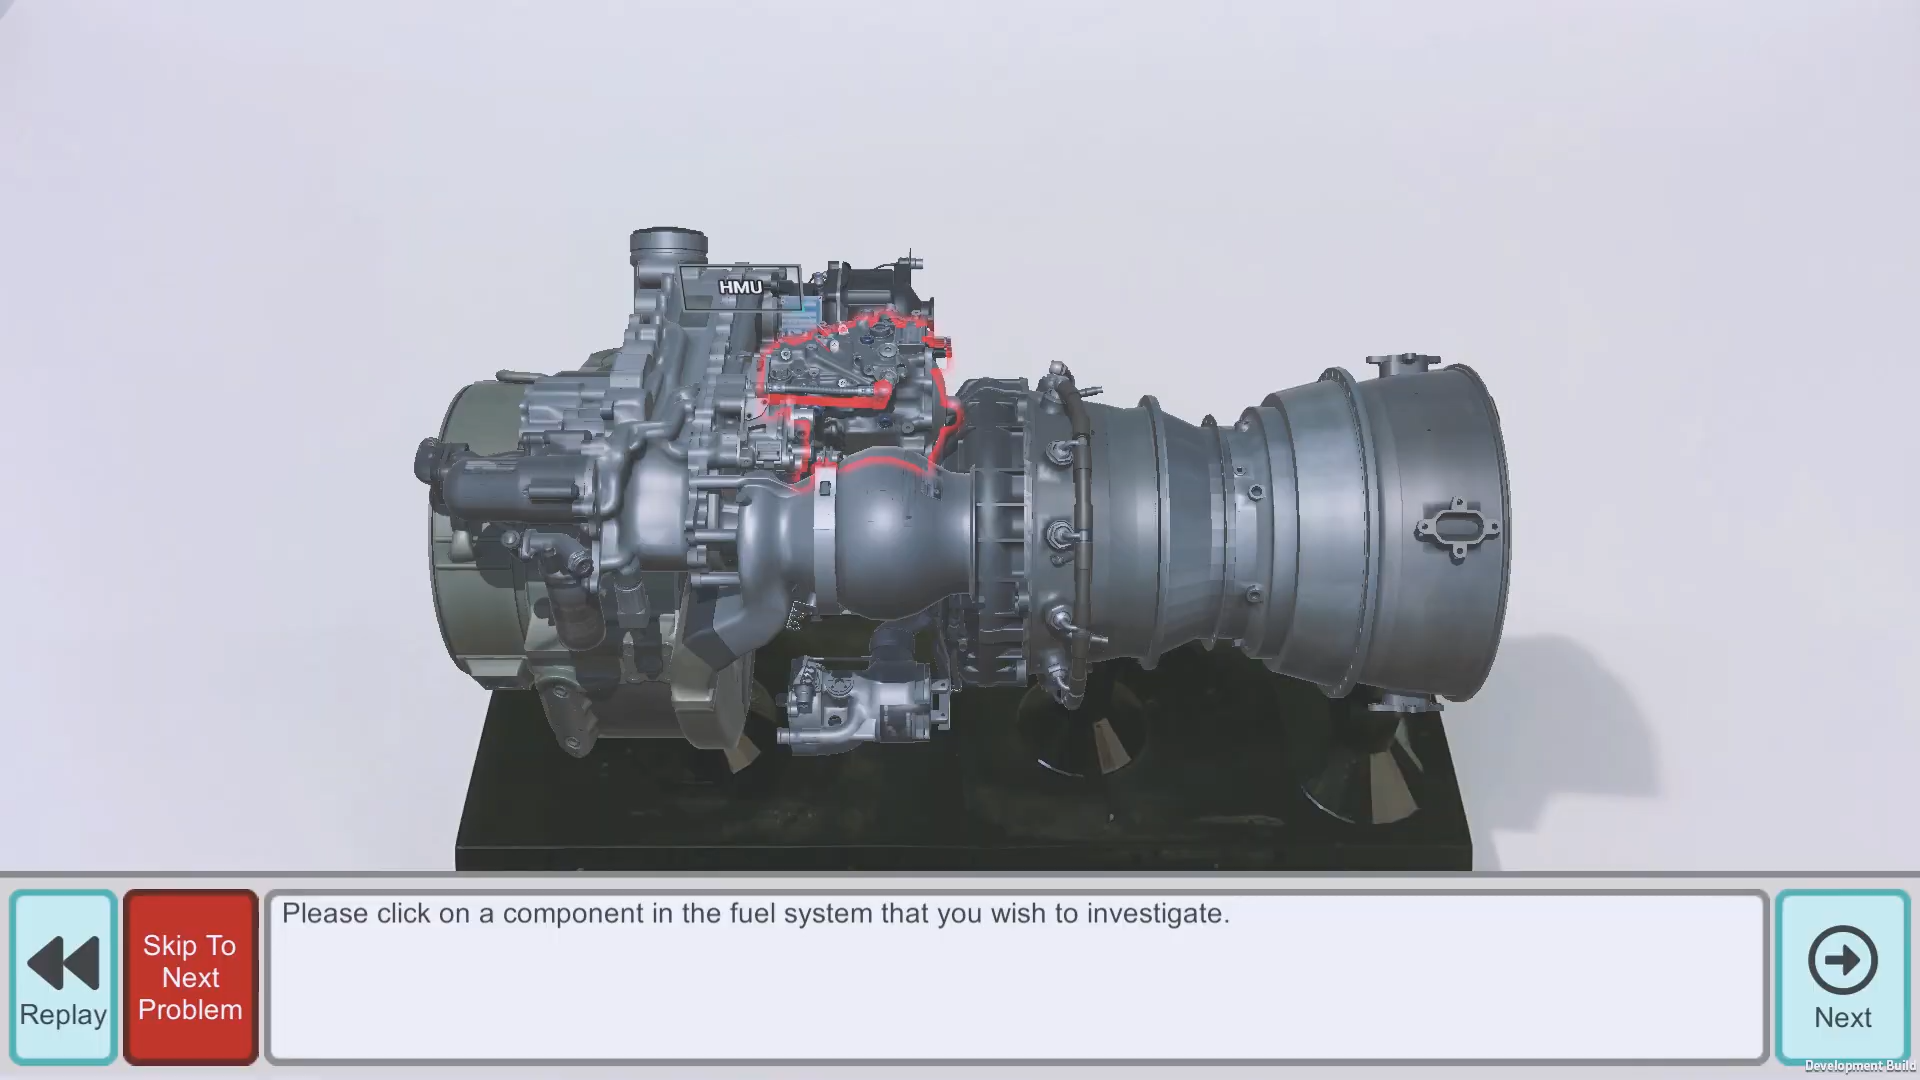 HMU
Please click on a component in the fuel system that you wish to investigate.
Replay
Skip To
Next
Problem
Next
Development Build